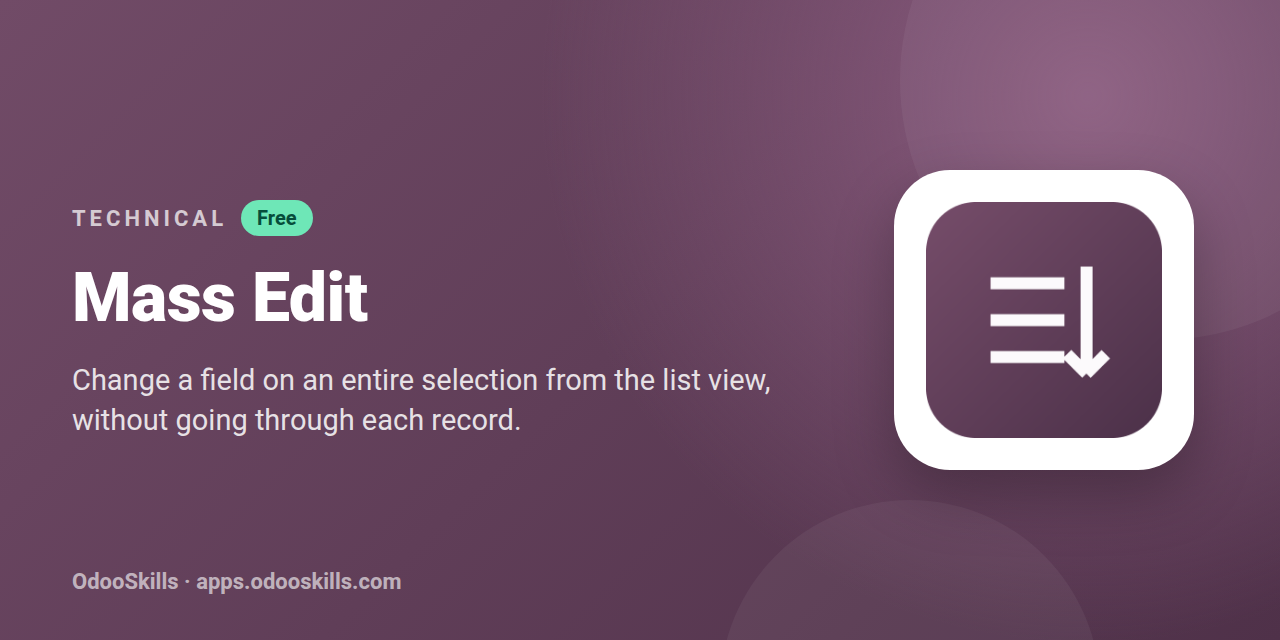 TECHNICAL Free
Mass Edit
Change a field on an entire selection from the list view,
without going through each record.
OdooSkills · apps.odooskills.com